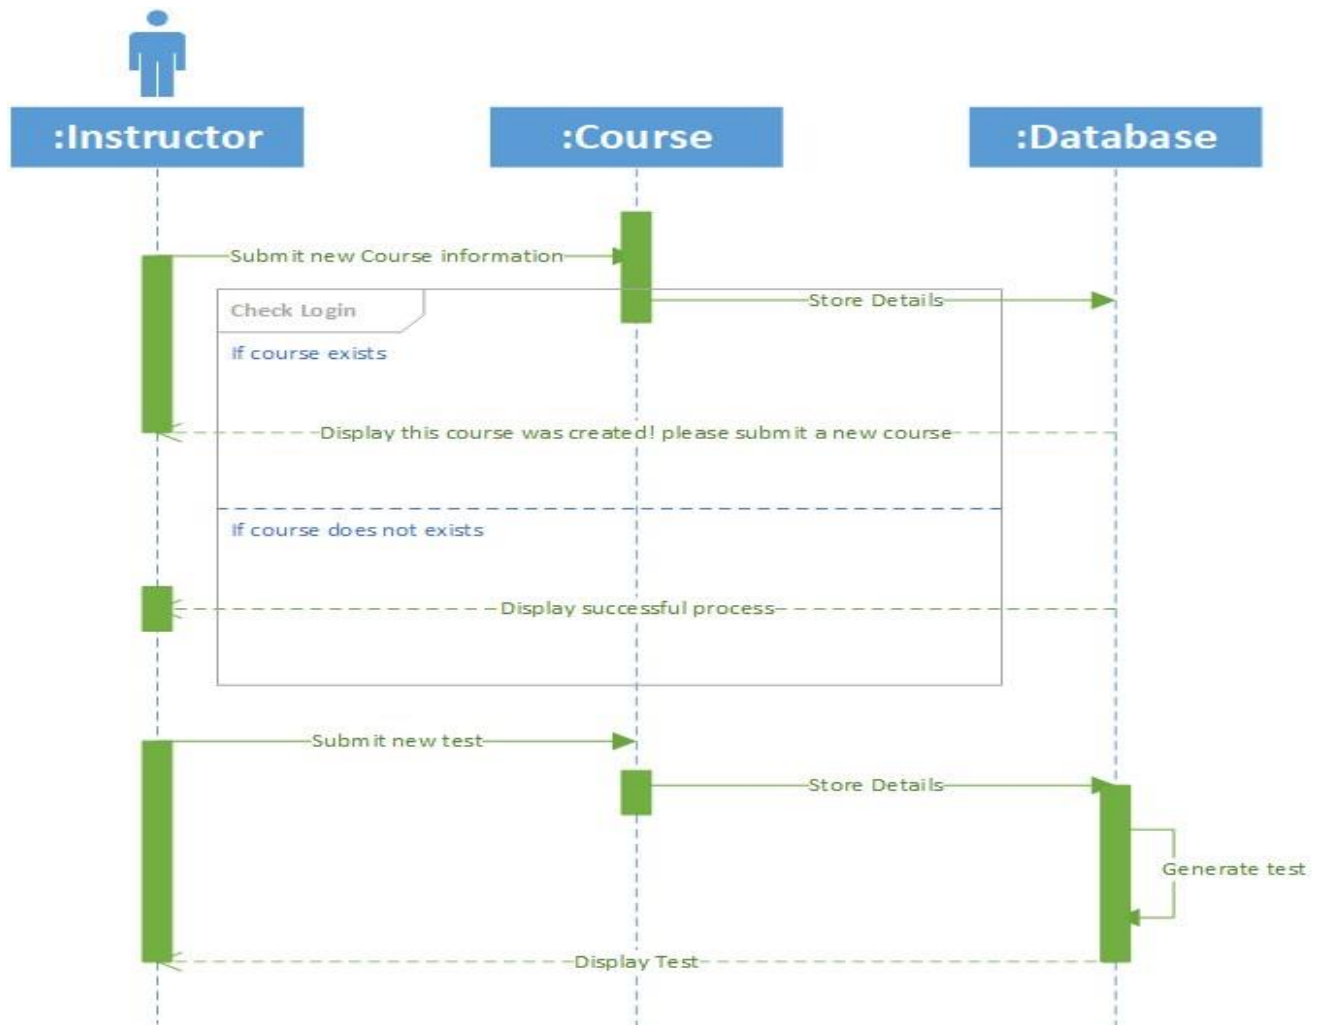 :Instructor
:Course
:Database
Submit new Course information
Store Details
Check Login
If course exists
Display this course was created! please submit a new course
If course does not exists
Display successful process
Submit new test
Store Details
Generate test
Display Test